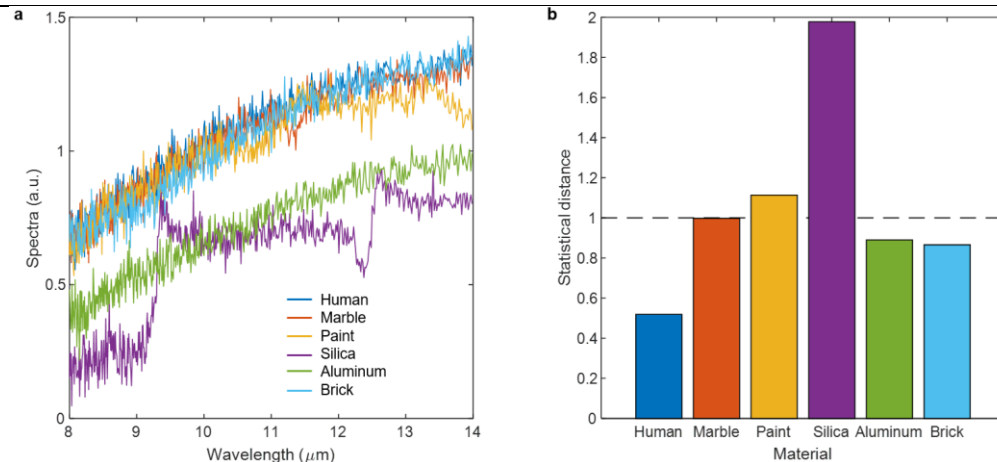 a
1.5
1
0.5
0
Spectra (a.u.)
Human
Marble
Paint
Silica
Aluminum
Brick
8 9 10 11 12 13 14
Wavelength (μm)
b
2
1.8
1.6
1.4
1.2
1
0.8
0.6
0.4
0.2
0
Statistical distance
Human Marble Paint Silica Aluminum Brick
Material